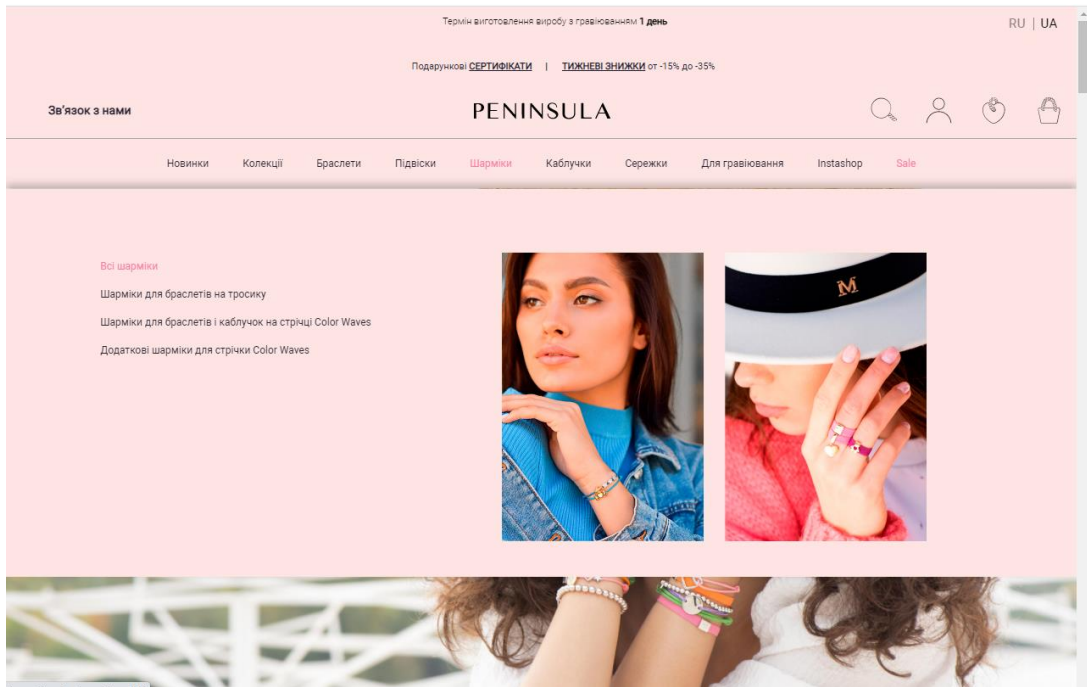 Термін виготовлення виробу з гравіюванням 1 день
RU | UA
Подарункові СЕРТИФІКАТИ | ТИЖНЕВІ ЗНИЖКИ от -15% до -35%
Зв'язок з нами
PENINSULA
Новинки Колекції Браслети Підвіски Шарміки Каблучки Сережки Для гравіювання Instashop Sale
Всі шарміки
Шарміки для браслетів на тросику
Шарміки для браслетів і каблучок на стрічці Color Waves
Додаткові шарміки для стрічки Color Waves
M